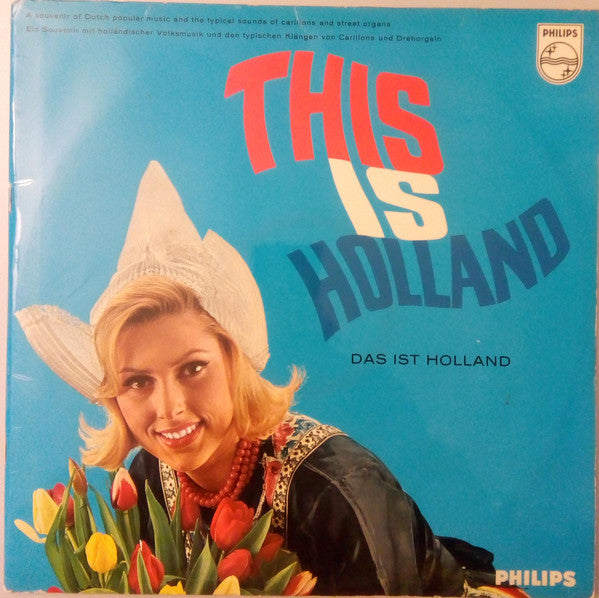 A souvenir of Dutch popular music and the typical sounds of carillons and street organs
Ein Souvenir mit holländischer Volksmusik und den typischen Klängen von Carillons und Drehorgeln
PHILIPS
THIS
IS
HOLLAND
DAS IST HOLLAND
PHILIPS